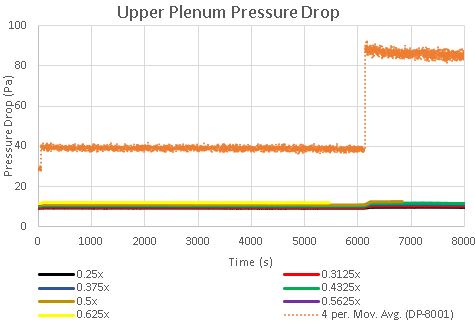 Upper Plenum Pressure Drop
100
80
60
40
20
0
Pressure Drop (Pa)
0 1000 2000 3000 4000 5000 6000 7000 8000
Time (s)
0.25x 0.3125x
0.375x 0.4325x
0.5x 0.5625x
0.625x 4 per. Mov. Avg. (DP-8001)